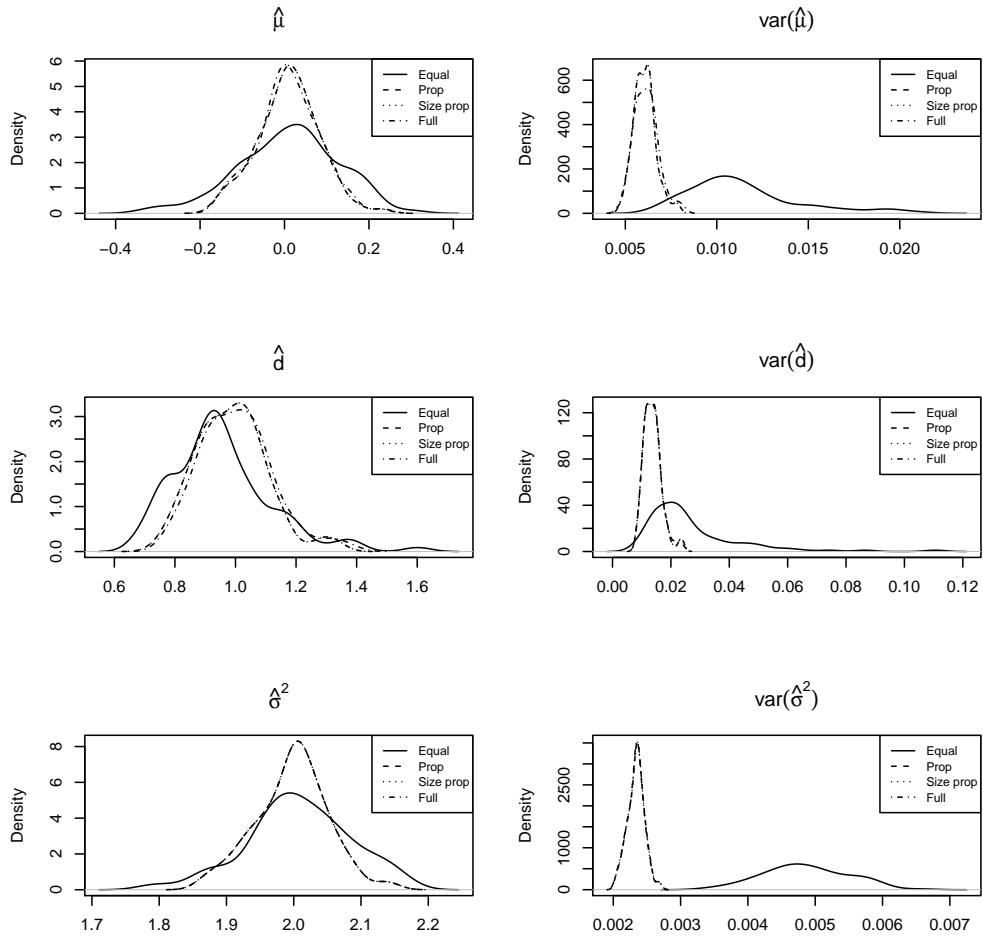 μ̂
Density
0 1 2 3 4 5 6
−0.4 −0.2 0.0 0.2 0.4
Equal
Prop
Size prop
Full
var(μ̂)
Density
0 200 400 600
0.005 0.010 0.015 0.020
Equal
Prop
Size prop
Full
d̂
Density
0.0 1.0 2.0 3.0
0.6 0.8 1.0 1.2 1.4 1.6
Equal
Prop
Size prop
Full
var(d̂)
Density
0 40 80 120
0.00 0.02 0.04 0.06 0.08 0.10 0.12
Equal
Prop
Size prop
Full
σ̂²
Density
0 2 4 6 8
1.7 1.8 1.9 2.0 2.1 2.2
Equal
Prop
Size prop
Full
var(σ̂²)
Density
0 1000 2500
0.002 0.003 0.004 0.005 0.006 0.007
Equal
Prop
Size prop
Full